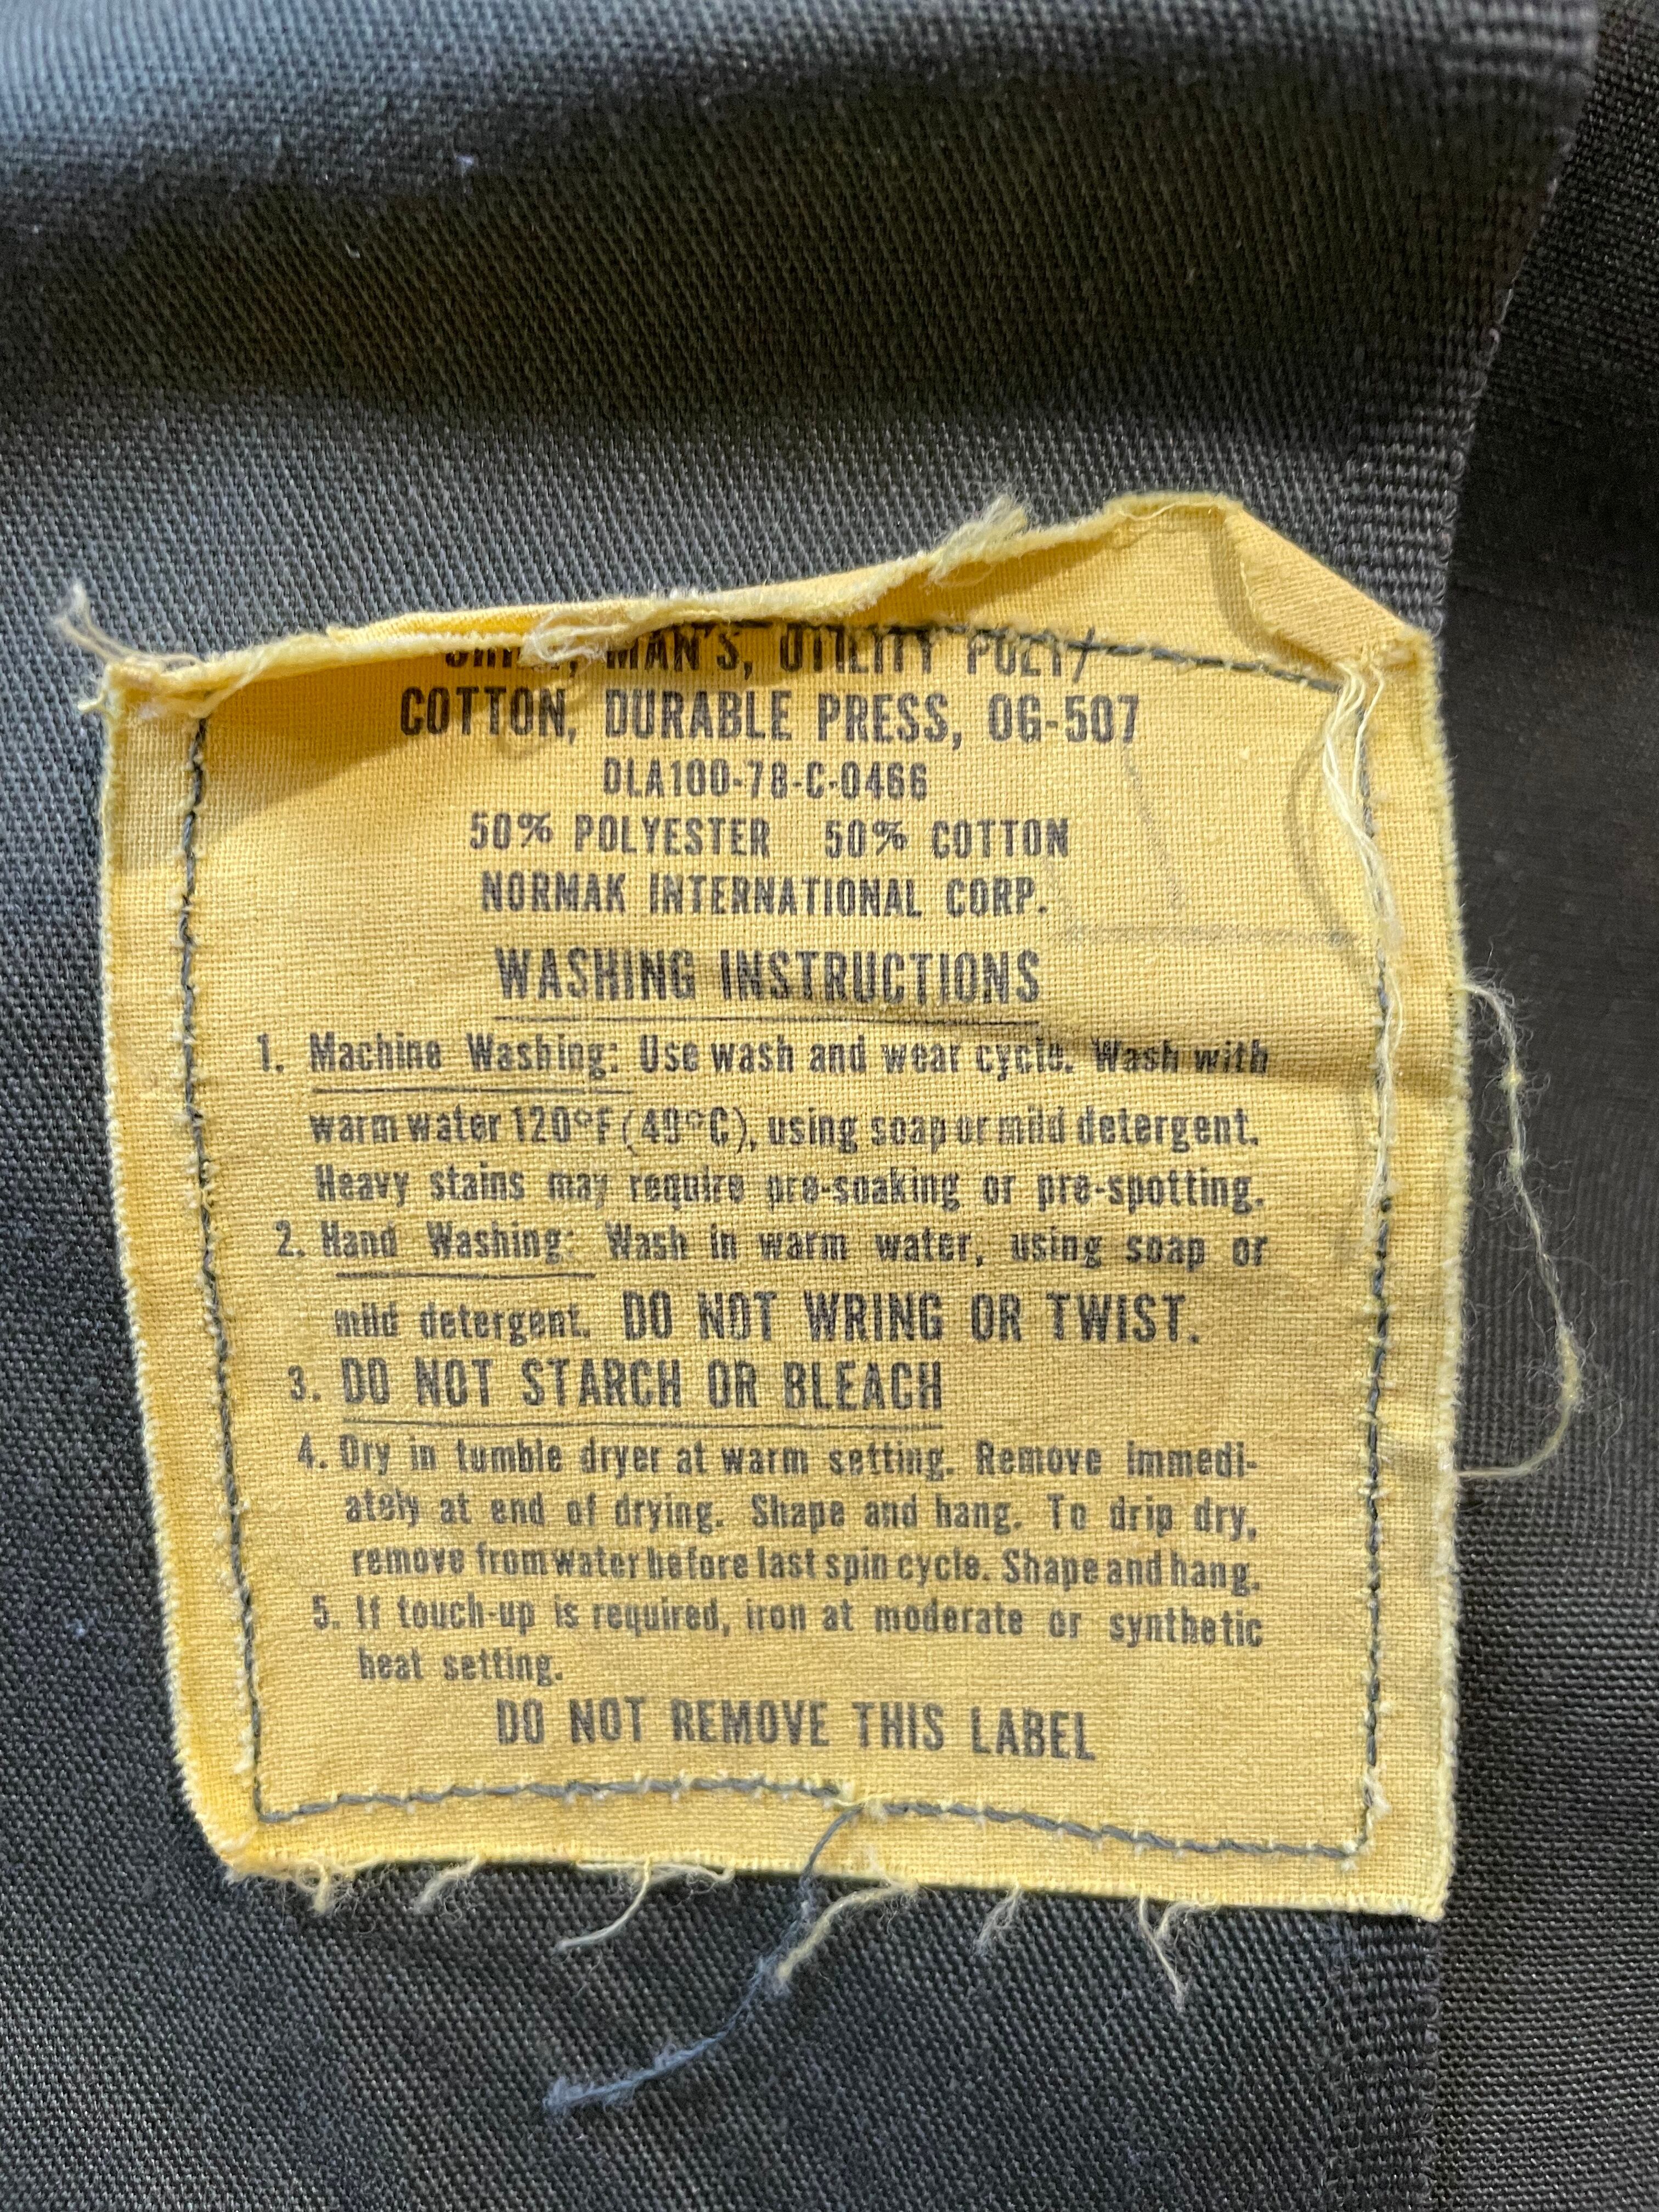 SHIRT, MAN'S, UTILITY POLY/
COTTON, DURABLE PRESS, OG-507
DLA100-78-C-0466
50% POLYESTER 50% COTTON
NORMAK INTERNATIONAL CORP.
WASHING INSTRUCTIONS
1. Machine Washing: Use wash and wear cycle. Wash with
warm water 120°F (49°C), using soap or mild detergent.
Heavy stains may require pre-soaking or pre-spotting.
2. Hand Washing: Wash in warm water, using soap or
mild detergent. DO NOT WRING OR TWIST.
3. DO NOT STARCH OR BLEACH
4. Dry in tumble dryer at warm setting. Remove immedi-
ately at end of drying. Shape and hang. To drip dry,
remove from water before last spin cycle. Shape and hang.
5. If touch-up is required, iron at moderate or synthetic
heat setting.
DO NOT REMOVE THIS LABEL